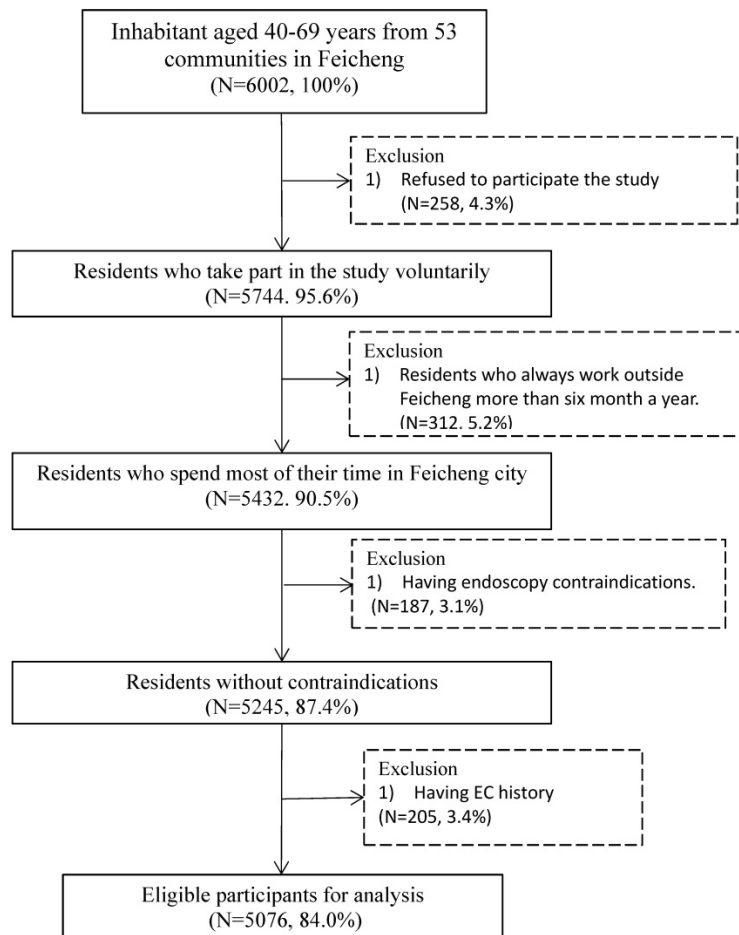 Inhabitant aged 40-69 years from 53
communities in Feicheng
(N=6002, 100%)
Exclusion
1) Refused to participate the study
(N=258, 4.3%)
Residents who take part in the study voluntarily
(N=5744. 95.6%)
Exclusion
1) Residents who always work outside
Feicheng more than six month a year.
(N=312. 5.2%)
Residents who spend most of their time in Feicheng city
(N=5432. 90.5%)
Exclusion
1) Having endoscopy contraindications.
(N=187, 3.1%)
Residents without contraindications
(N=5245, 87.4%)
Exclusion
1) Having EC history
(N=205, 3.4%)
Eligible participants for analysis
(N=5076, 84.0%)